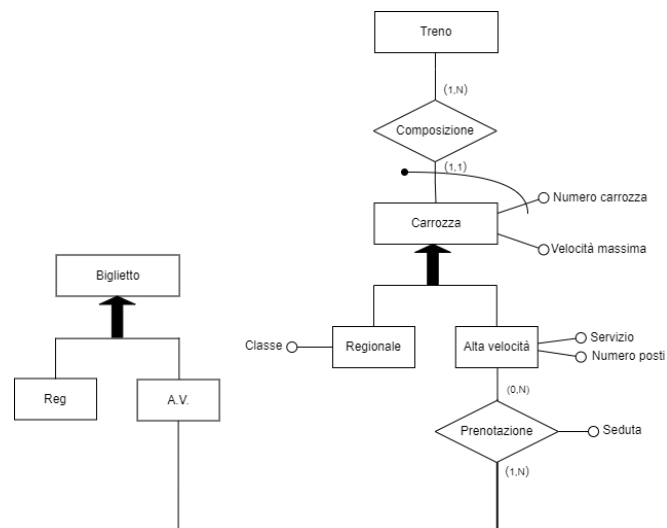 Treno
(1,N)
Composizione
(1,1)
Numero carrozza
Carrozza
Velocità massima
Biglietto
Classe
Regionale
Alta velocità
Servizio
Numero posti
Reg
A.V.
(0,N)
Prenotazione
Seduta
(1,N)